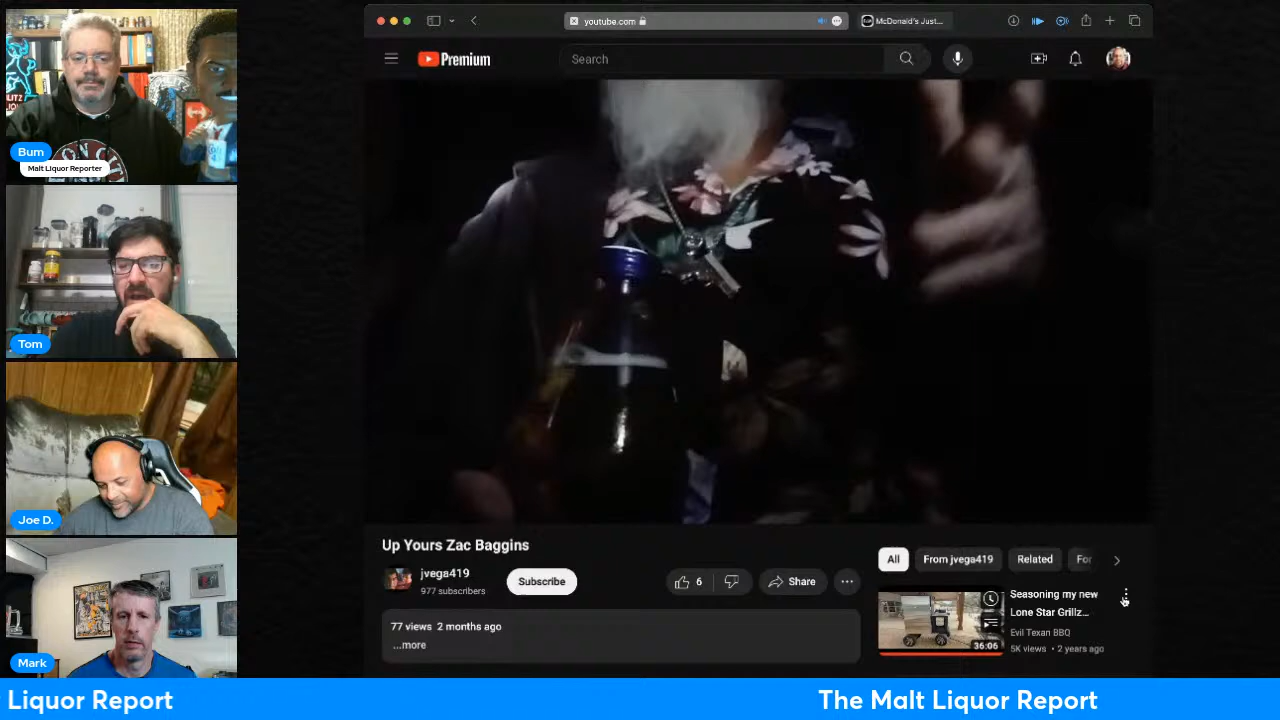 youtube.com
McDonald's Just...
Premium
Search
Bum
Malt Liquor Reporter
Tom
Joe D.
Mark
Up Yours Zac Baggins
jvega419
977 subscribers
Subscribe
6
Share
77 views 2 months ago
...more
All
From jvega419
Related
For
Seasoning my new
Lone Star Grillz...
Evil Texan BBQ
5K views • 2 years ago
36:06
Liquor Report
The Malt Liquor Report